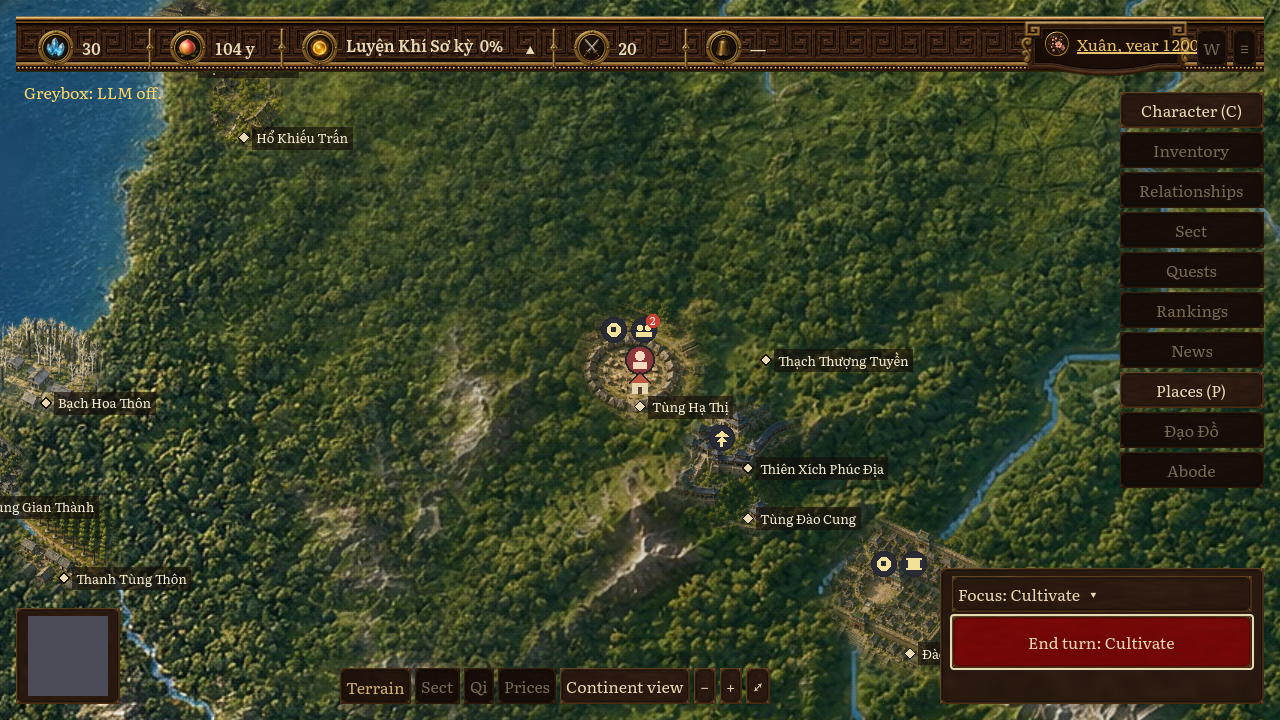 30
104 y
Luyện Khí Sơ kỳ 0%
▲
20
—
Xuân, year 1200
W
≡
Greybox: LLM off.
Character (C)
Hổ Khiếu Trấn
Inventory
Relationships
Sect
Quests
Rankings
2
News
Thạch Thượng Tuyền
Places (P)
Bạch Hoa Thôn
Tùng Hạ Thị
Đạo Đồ
Thiên Xích Phúc Địa
Abode
Gian Thành
Tùng Đào Cung
Thanh Tùng Thôn
Focus: Cultivate ▾
End turn: Cultivate
Terrain
Sect
Qi
Prices
Continent view
−
+
⤢